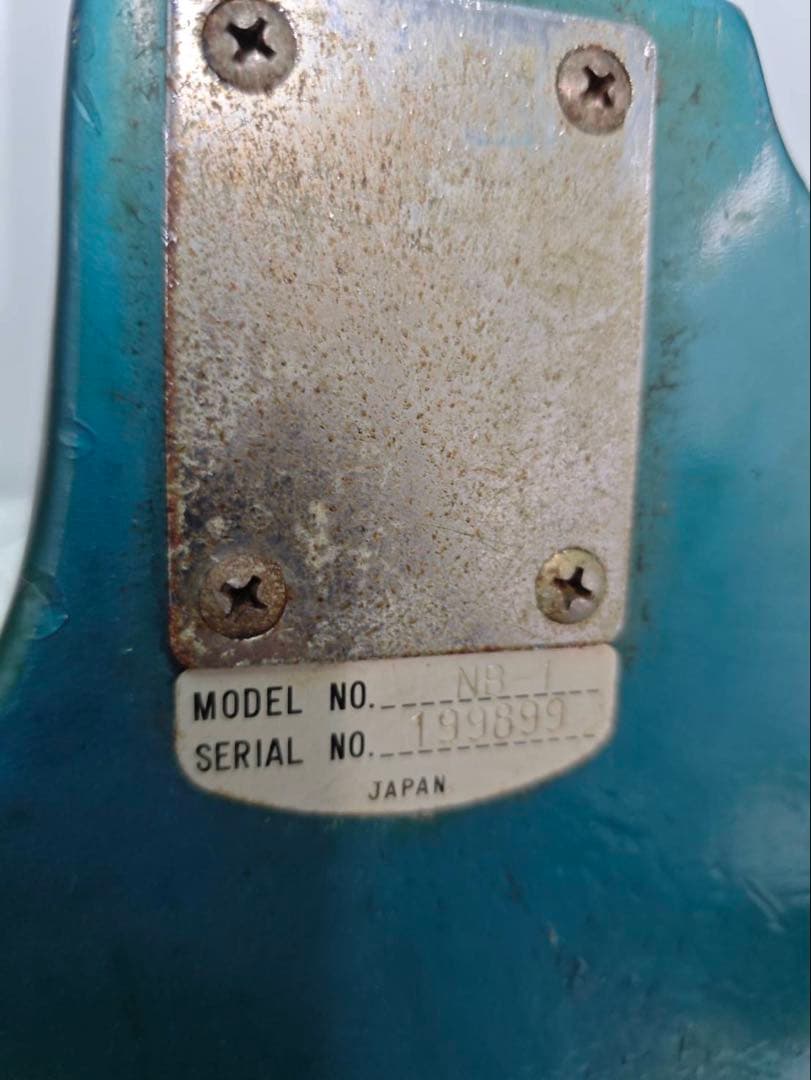 MODEL NO. NB-1
SERIAL NO. 199899
JAPAN